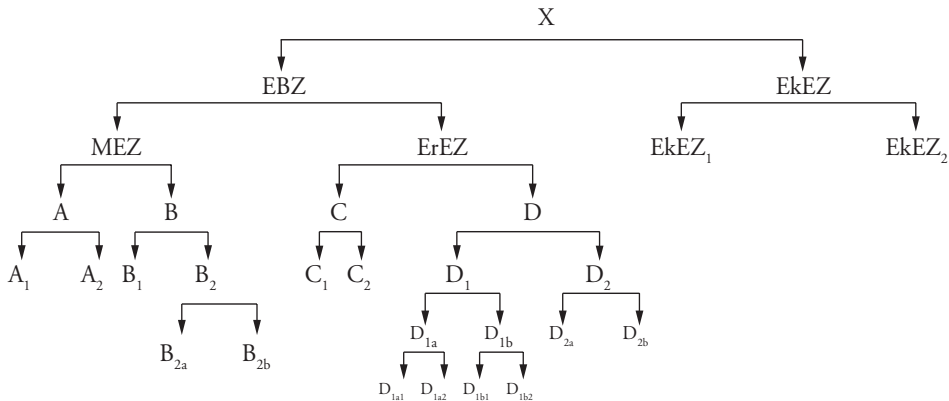 X
EBZ EkEZ
MEZ ErEZ EkEZ₁ EkEZ₂
A B C D
A₁ A₂ B₁ B₂ C₁ C₂ D₁ D₂
D₁ₐ D₁b D₂ₐ D₂b
B₂ₐ B₂b
D₁ₐ₁ D₁ₐ₂ D₁b₁ D₁b₂